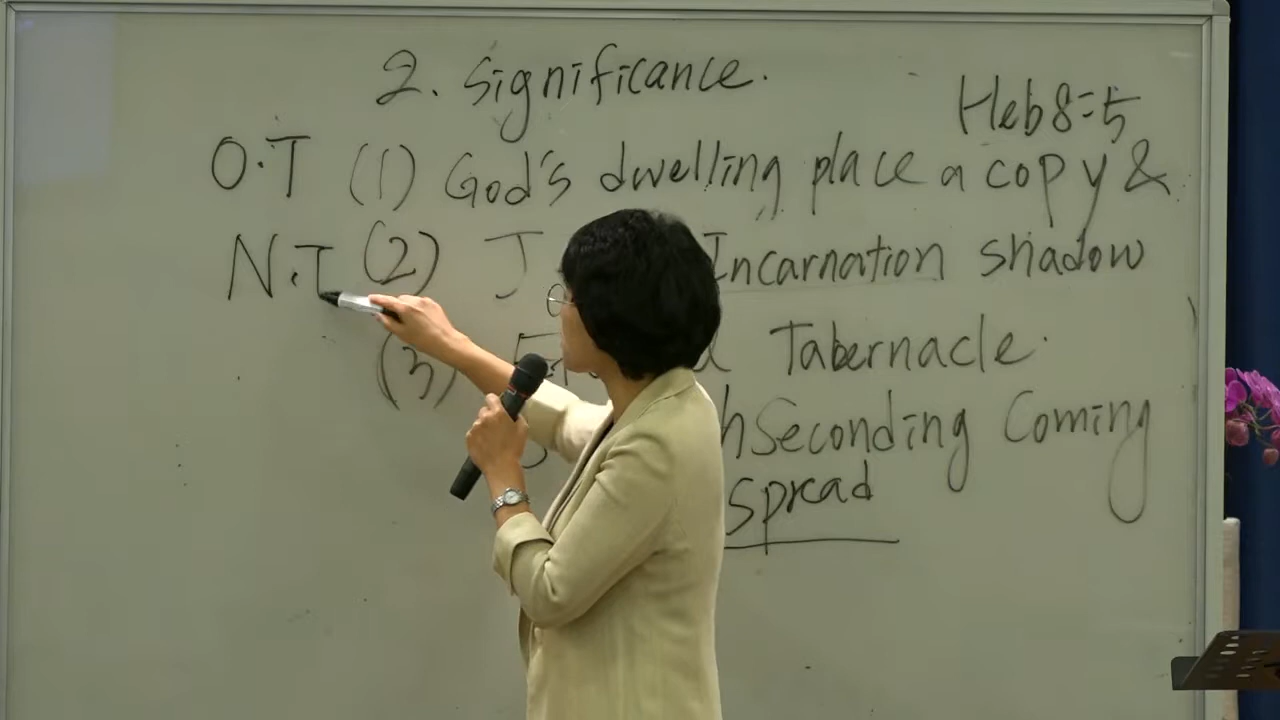 2. Significance.
Heb 8:5
O.T (1) God's dwelling place a copy &
N.T (2) J Incarnation shadow
(3) Tabernacle.
Seconding Coming
spread